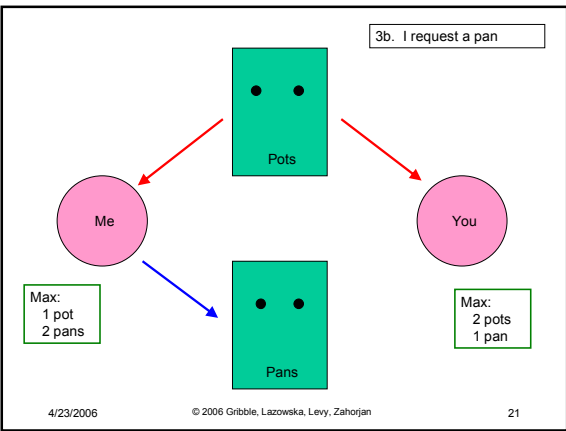 3b. I request a pan
Pots
Me
You
Max:
1 pot
2 pans
Max:
2 pots
1 pan
Pans
4/23/2006
© 2006 Gribble, Lazowska, Levy, Zahorjan
21